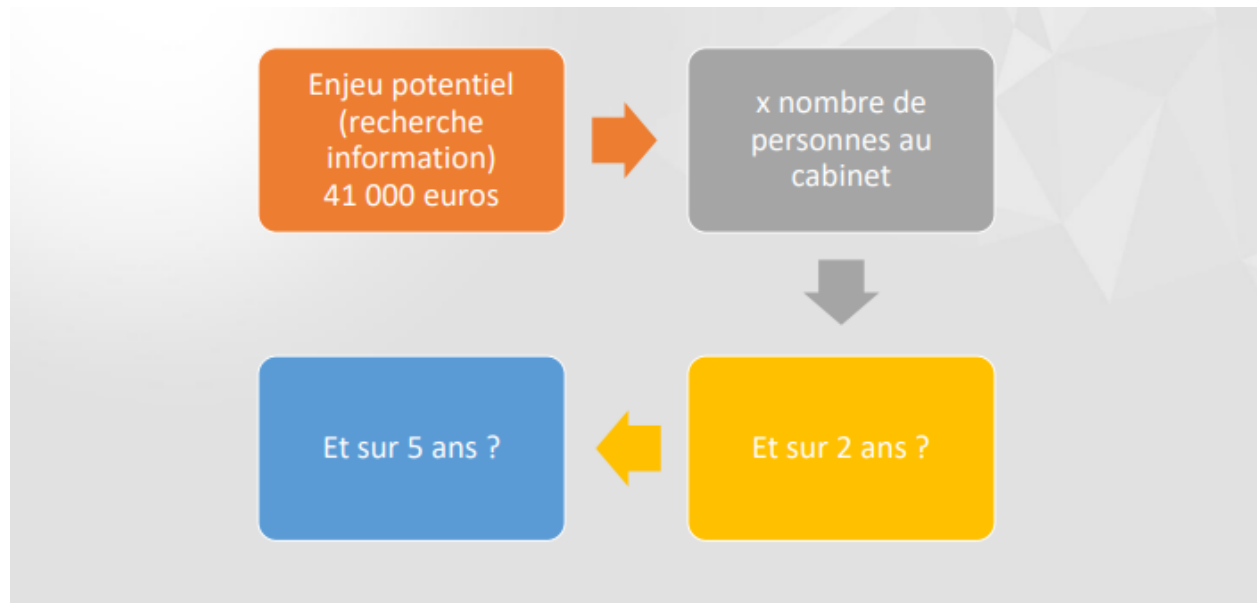 Enjeu potentiel
(recherche
information)
41 000 euros
x nombre de
personnes au
cabinet
Et sur 2 ans ?
Et sur 5 ans ?